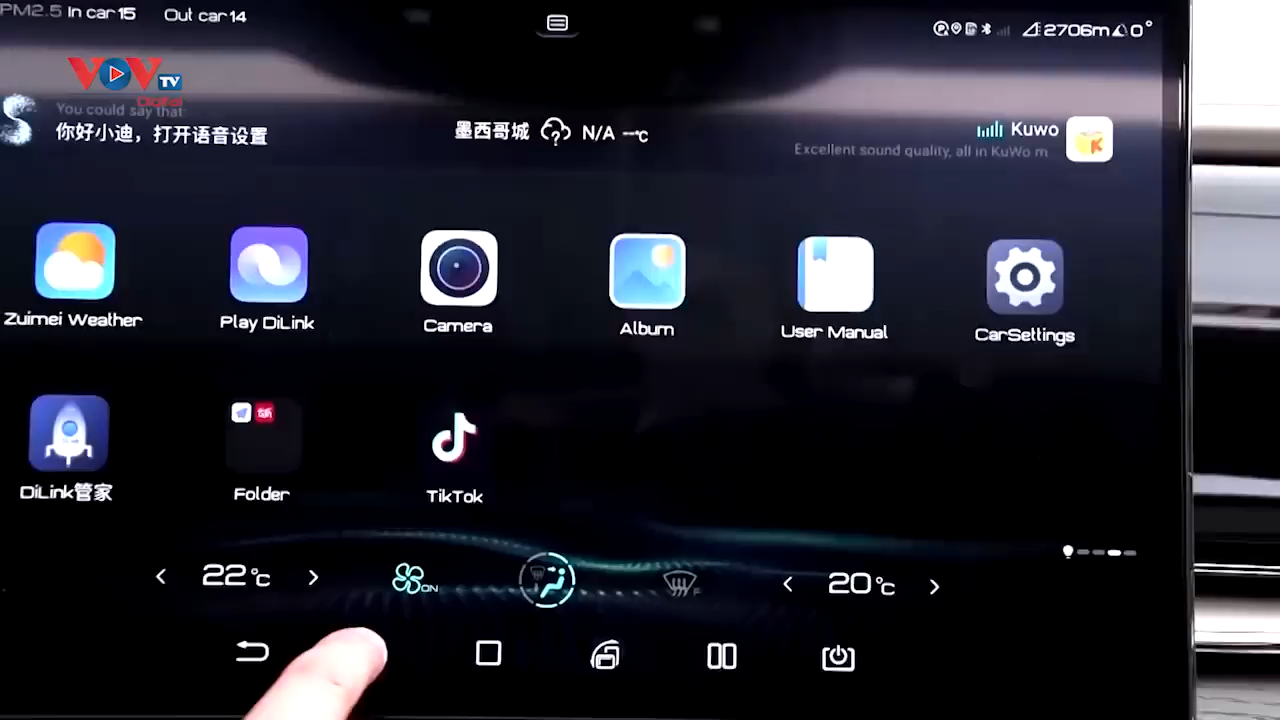 PM2.5 In car 15 Out car 14
2706m 0°
VOV TV
Digital
You could say that
你好小迪，打开语音设置
墨西哥城 N/A --℃
Kuwo
Excellent sound quality, all in KuWo m
Zuimei Weather
Play DiLink
Camera
Album
User Manual
CarSettings
DiLink管家
Folder
TikTok
22℃
ON
20℃